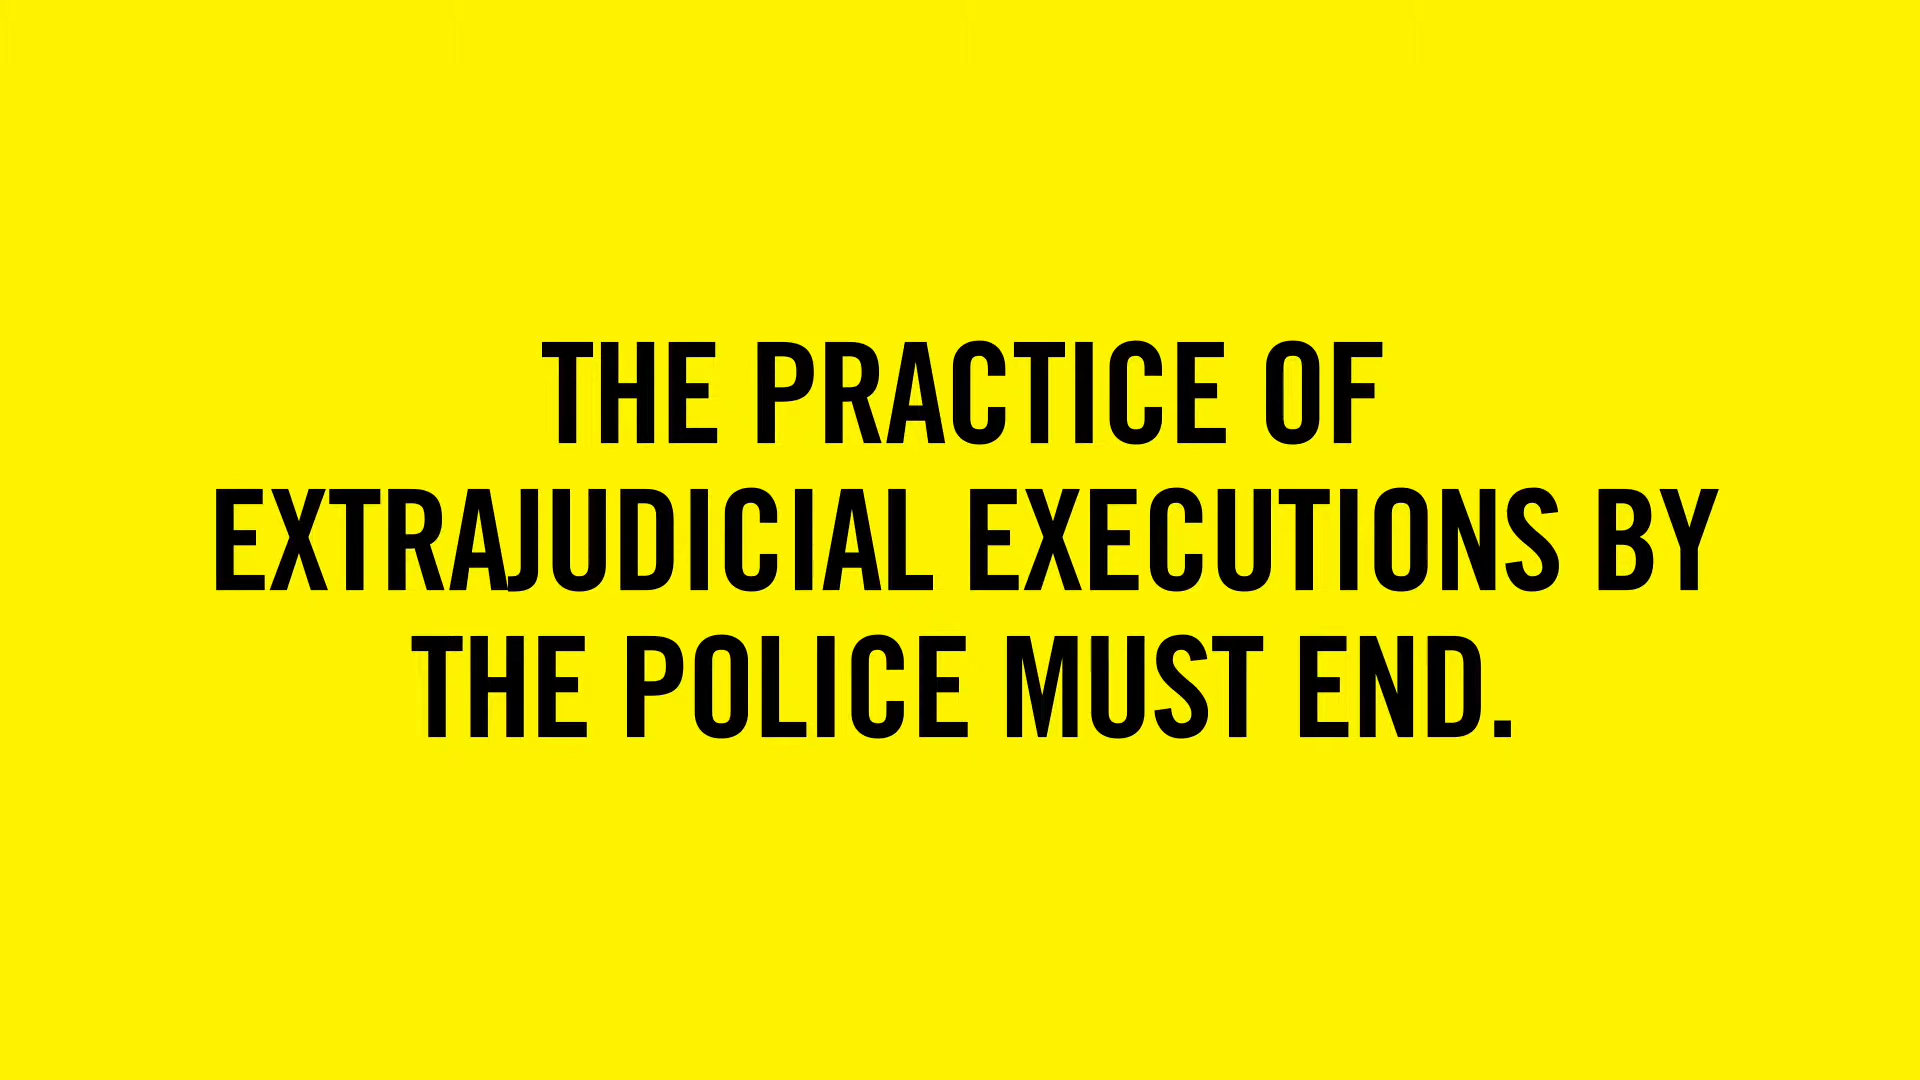 THE PRACTICE OF
EXTRAJUDICIAL EXECUTIONS BY
THE POLICE MUST END.